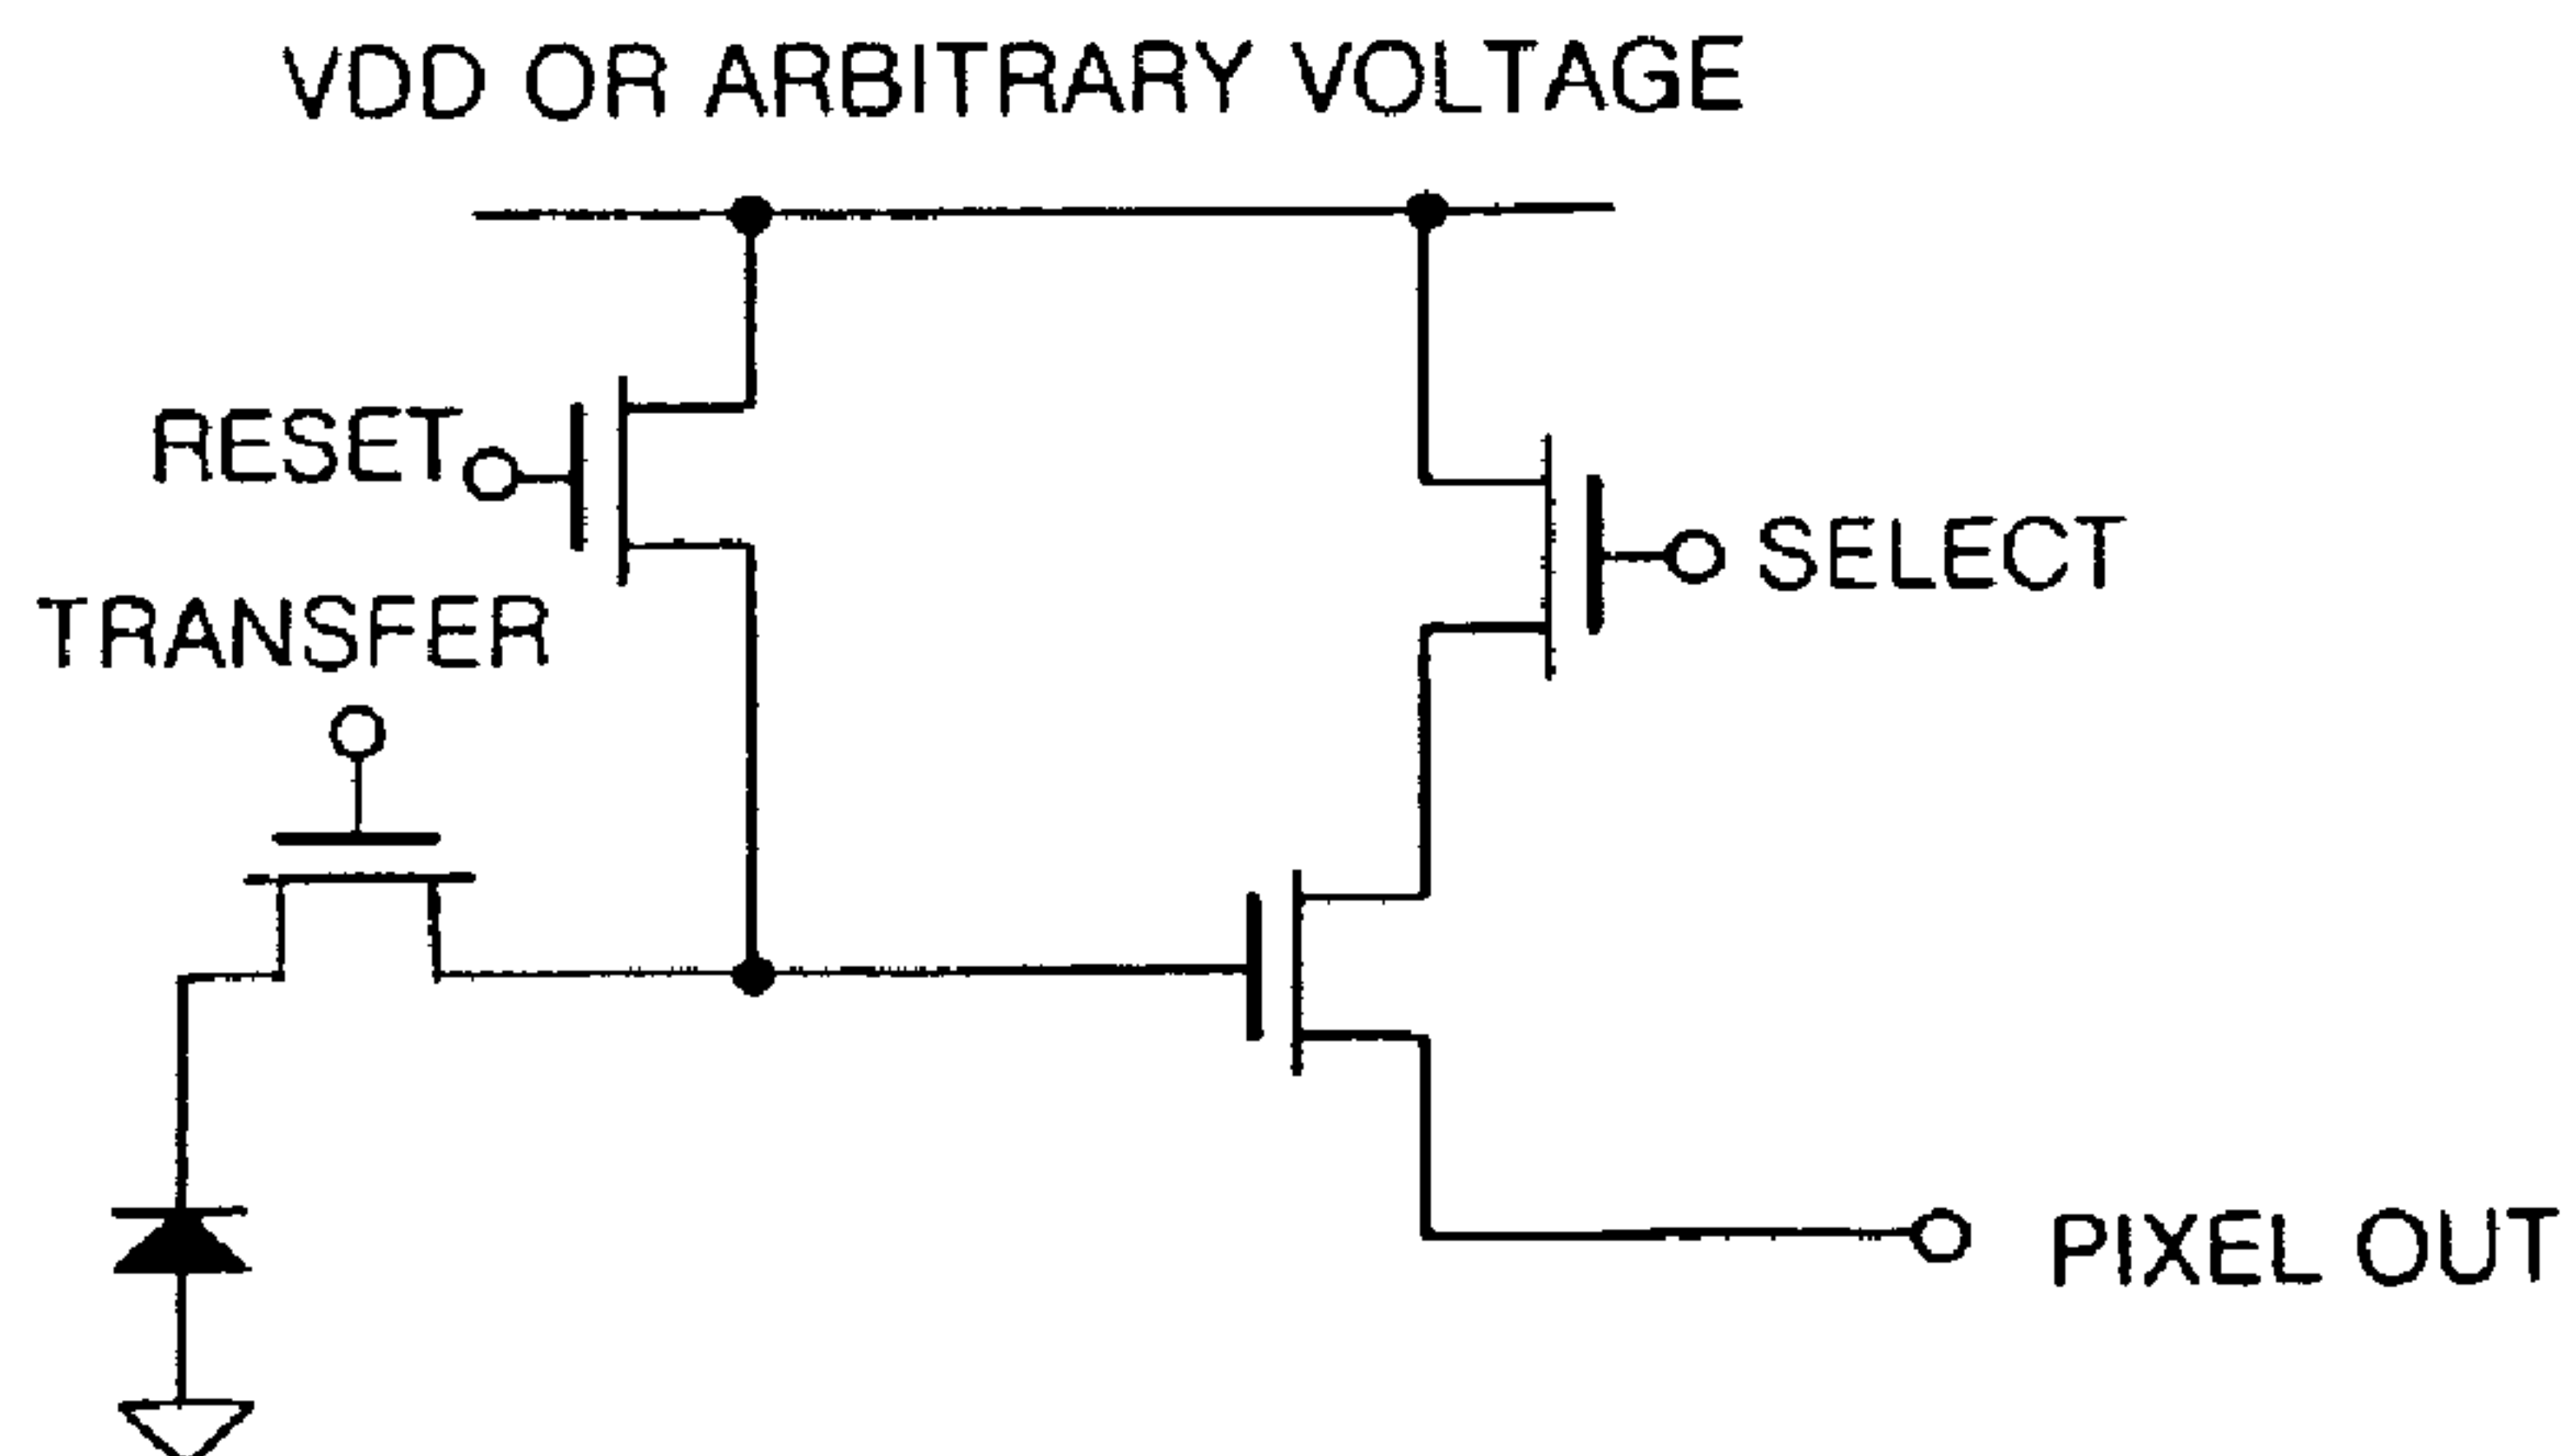 VDD OR ARBITRARY VOLTAGE
RESET
SELECT
TRANSFER
PIXEL OUT